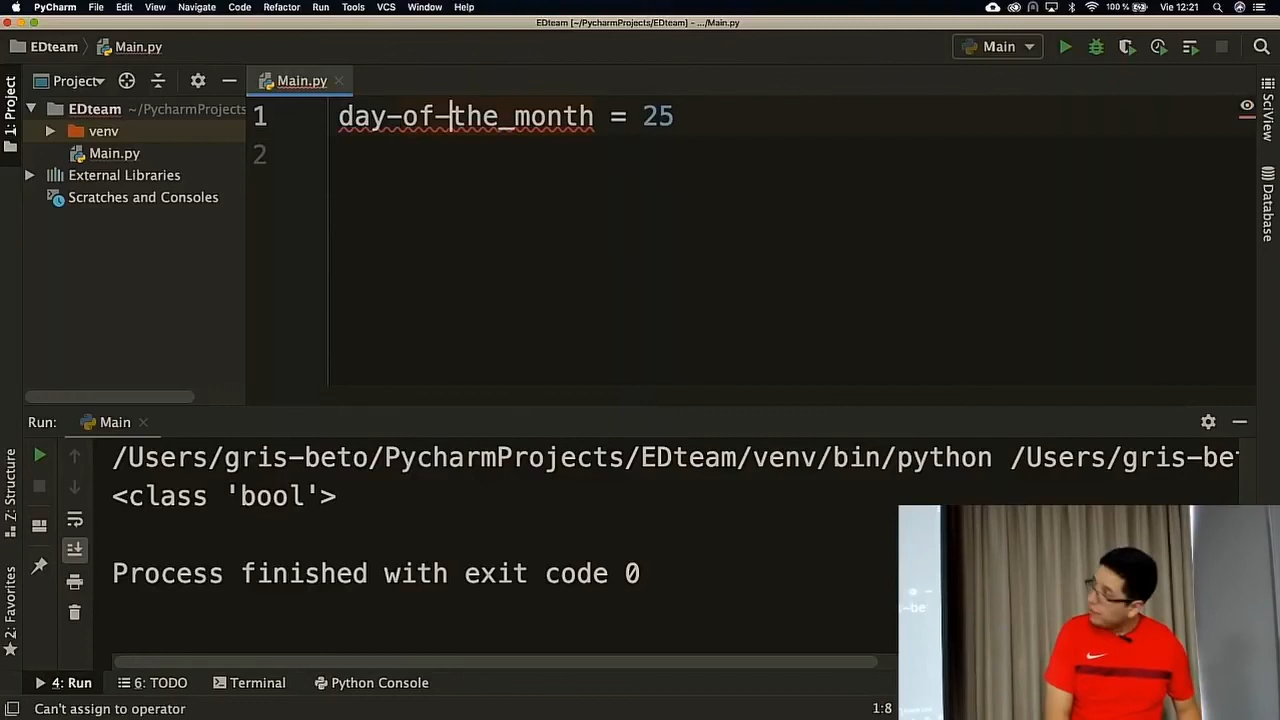 PyCharm File Edit View Navigate Code Refactor Run Tools VCS Window Help 100 % Vie 12:21
EDteam [~/PycharmProjects/EDteam] – .../Main.py
EDteam Main.py Main
Project Main.py
1: Project
EDteam ~/PycharmProjects
venv
Main.py
External Libraries
Scratches and Consoles
1 day-of-the_month = 25
2
SciView
Database
Run: Main
/Users/gris-beto/PycharmProjects/EDteam/venv/bin/python /Users/gris-bet
<class 'bool'>
Process finished with exit code 0
Z: Structure
2: Favorites
-be
4: Run 6: TODO Terminal Python Console
Can't assign to operator 1:8